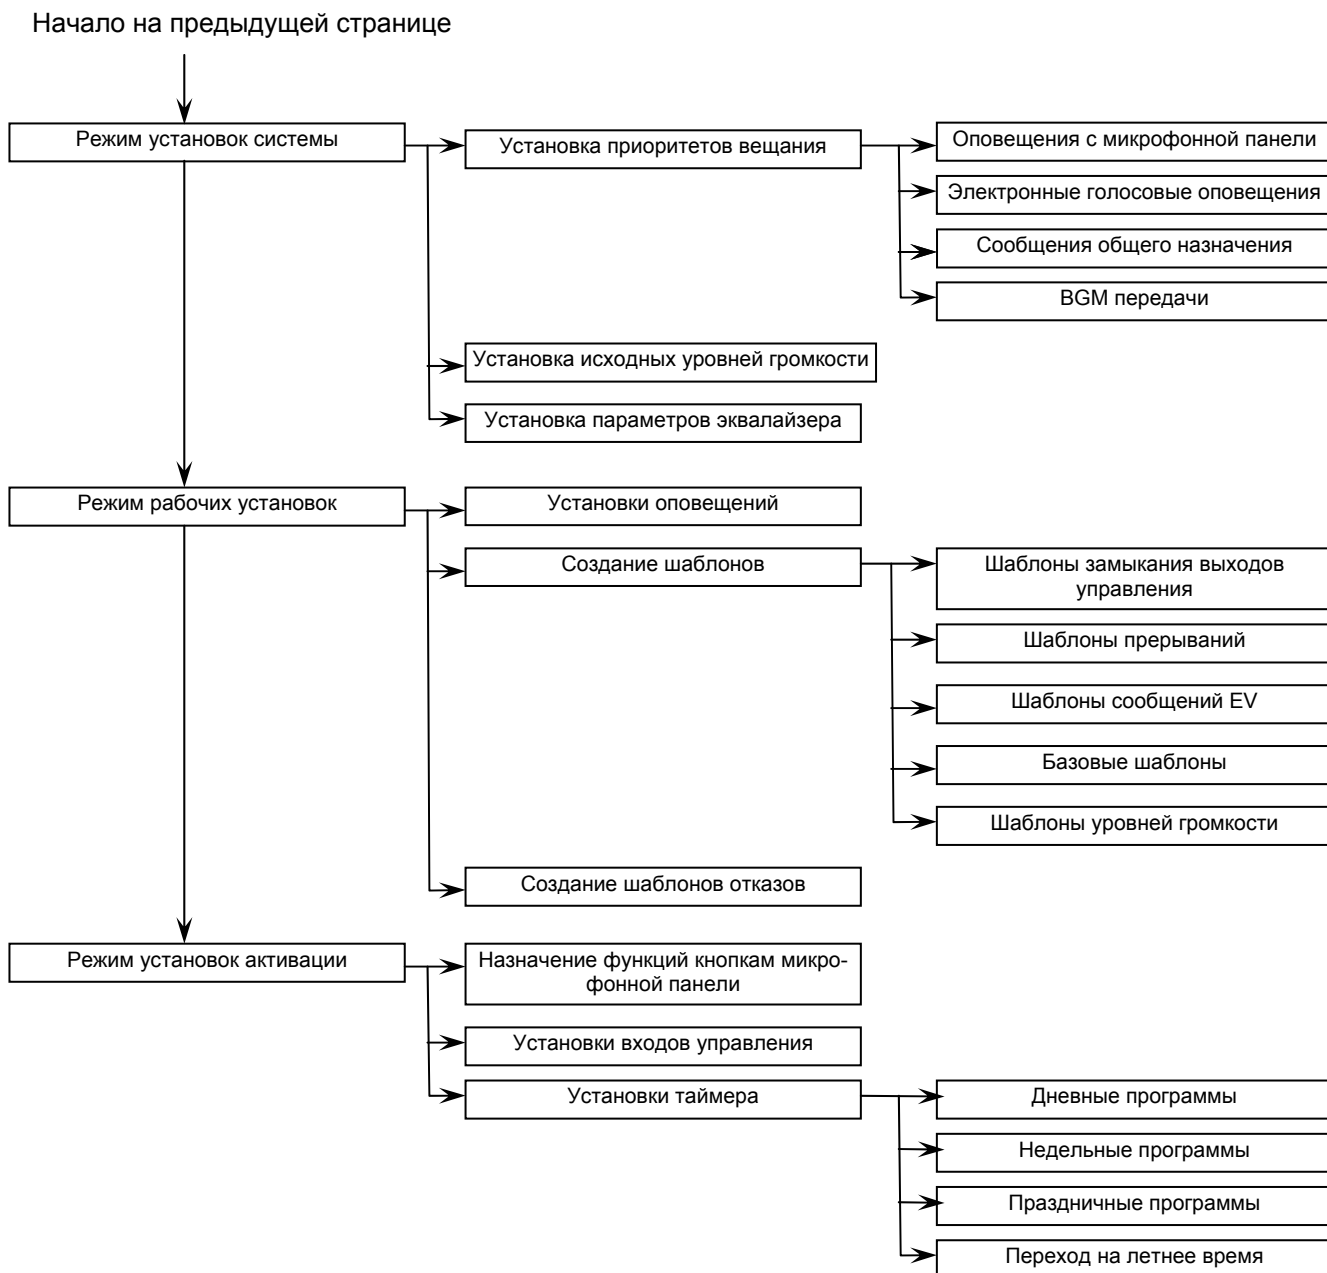 Начало на предыдущей странице
Режим установок системы
Установка приоритетов вещания
Оповещения с микрофонной панели
Электронные голосовые оповещения
Сообщения общего назначения
BGM передачи
Установка исходных уровней громкости
Установка параметров эквалайзера
Режим рабочих установок
Установки оповещений
Создание шаблонов
Шаблоны замыкания выходов
управления
Шаблоны прерываний
Шаблоны сообщений EV
Базовые шаблоны
Шаблоны уровней громкости
Создание шаблонов отказов
Режим установок активации
Назначение функций кнопкам микро-
фонной панели
Установки входов управления
Установки таймера
Дневные программы
Недельные программы
Праздничные программы
Переход на летнее время